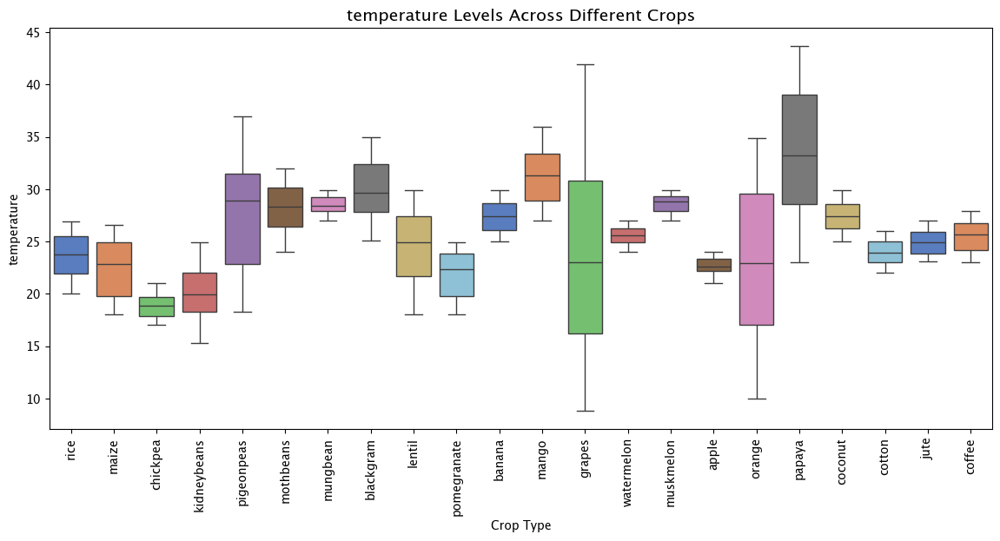 temperature Levels Across Different Crops
temperature
45
40
35
30
25
20
15
10
rice
maize
chickpea
kidneybeans
pigeonpeas
mothbeans
mungbean
blackgram
lentil
pomegranate
banana
mango
grapes
watermelon
muskmelon
apple
orange
papaya
coconut
cotton
jute
coffee
Crop Type